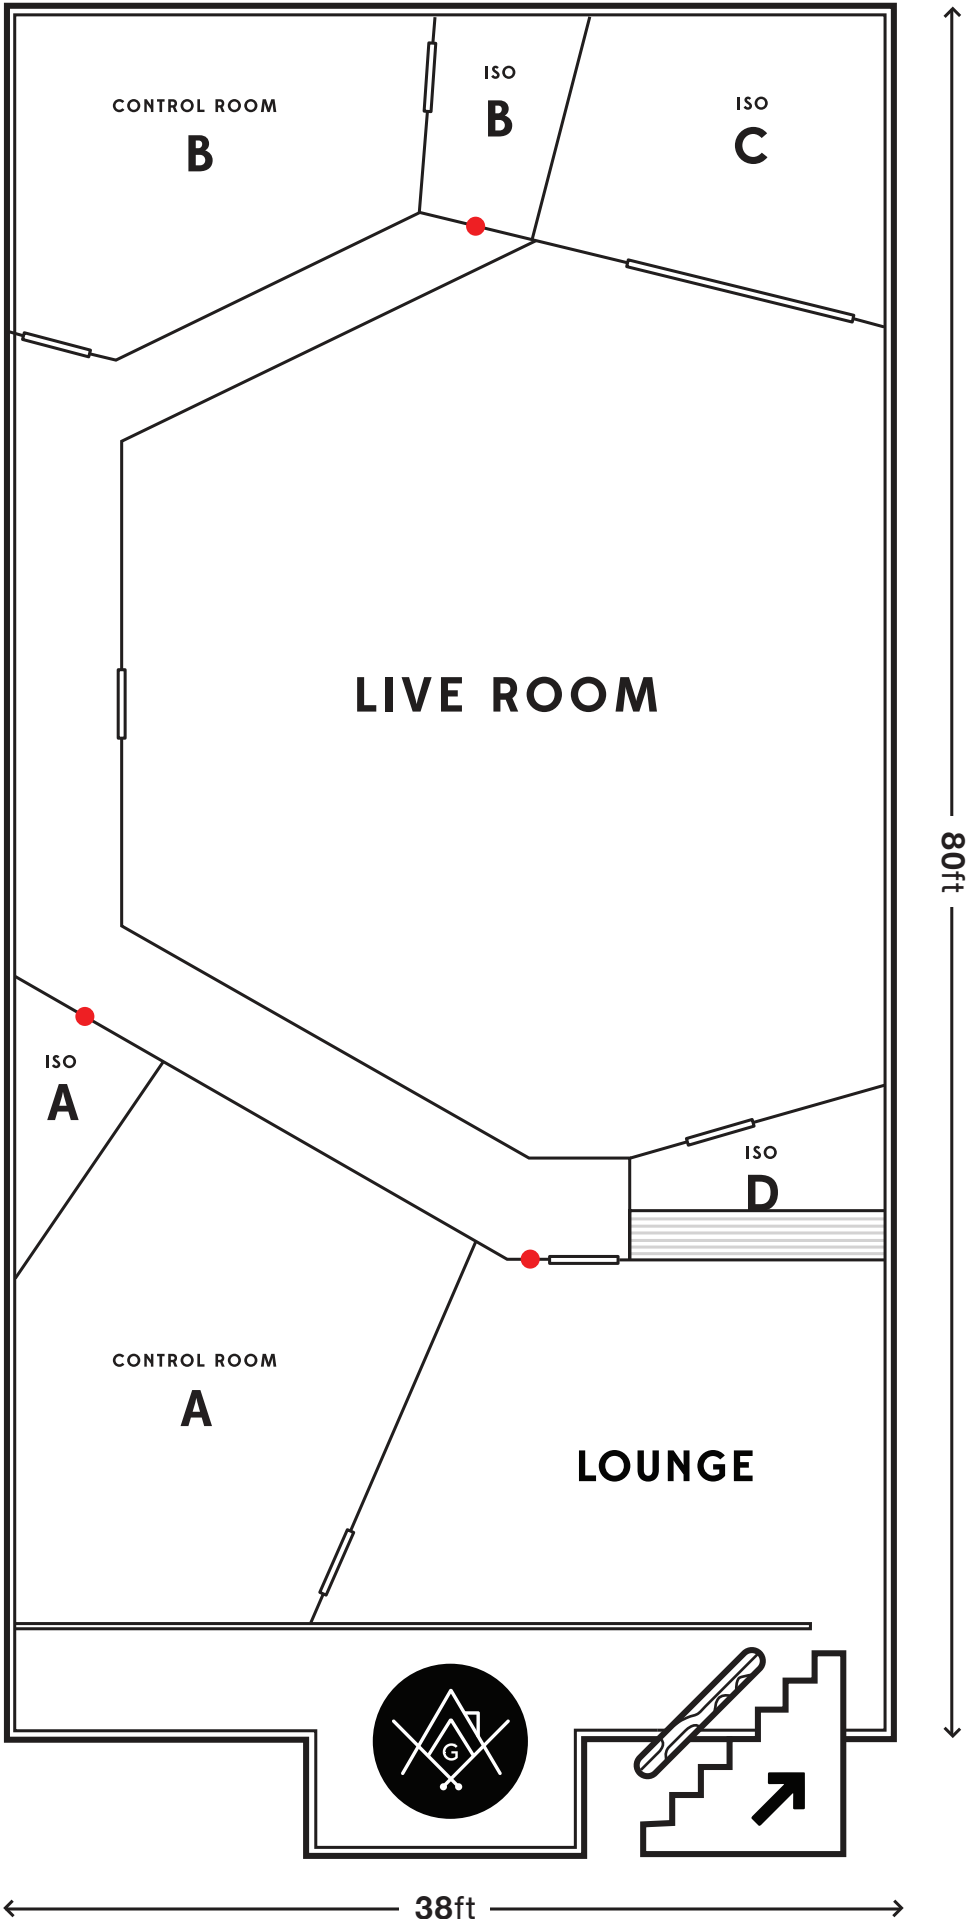 CONTROL ROOM
B
ISO
B
ISO
C
LIVE ROOM
80ft
ISO
A
ISO
D
CONTROL ROOM
A
LOUNGE
G
38ft